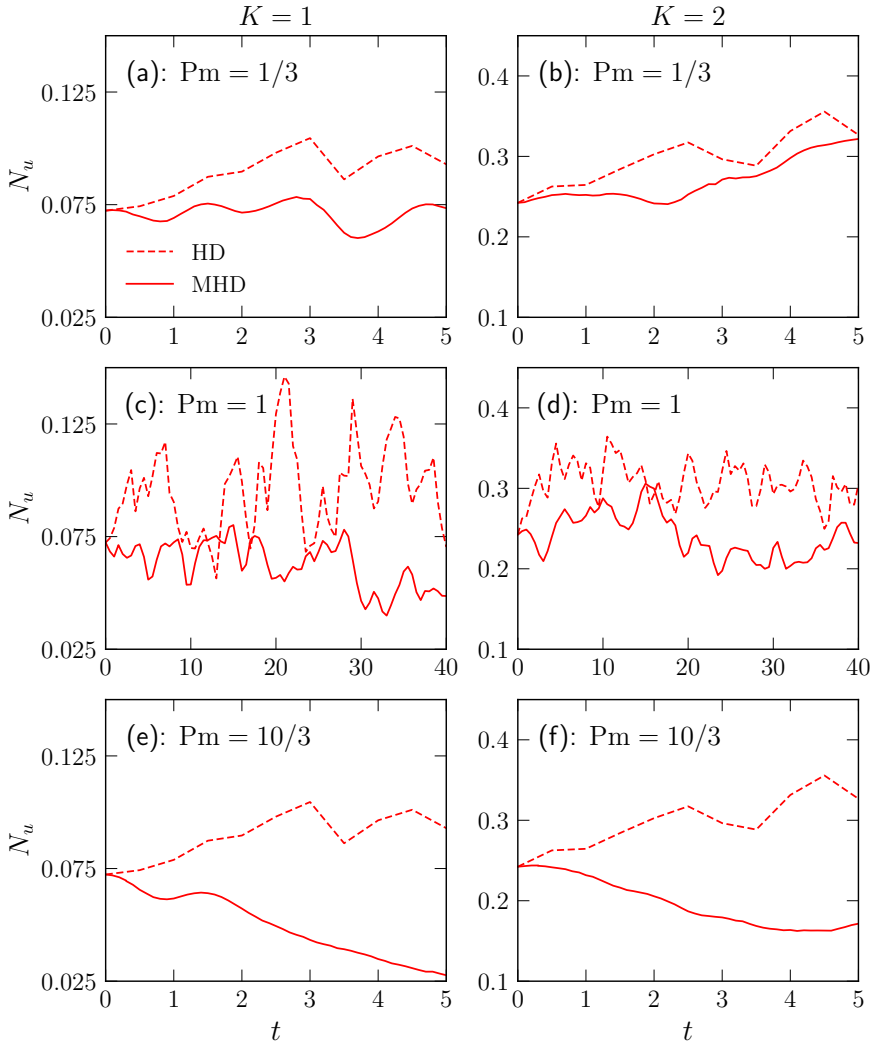 K = 1
K = 2
(a): Pm = 1/3
(b): Pm = 1/3
0.125
0.075
0.025
N_u
HD
MHD
0 1 2 3 4 5
0.4
0.3
0.2
0.1
0 1 2 3 4 5
(c): Pm = 1
(d): Pm = 1
0.125
0.075
0.025
N_u
0 10 20 30 40
0.4
0.3
0.2
0.1
0 10 20 30 40
(e): Pm = 10/3
(f): Pm = 10/3
0.125
0.075
0.025
N_u
0 1 2 3 4 5
t
0.4
0.3
0.2
0.1
0 1 2 3 4 5
t